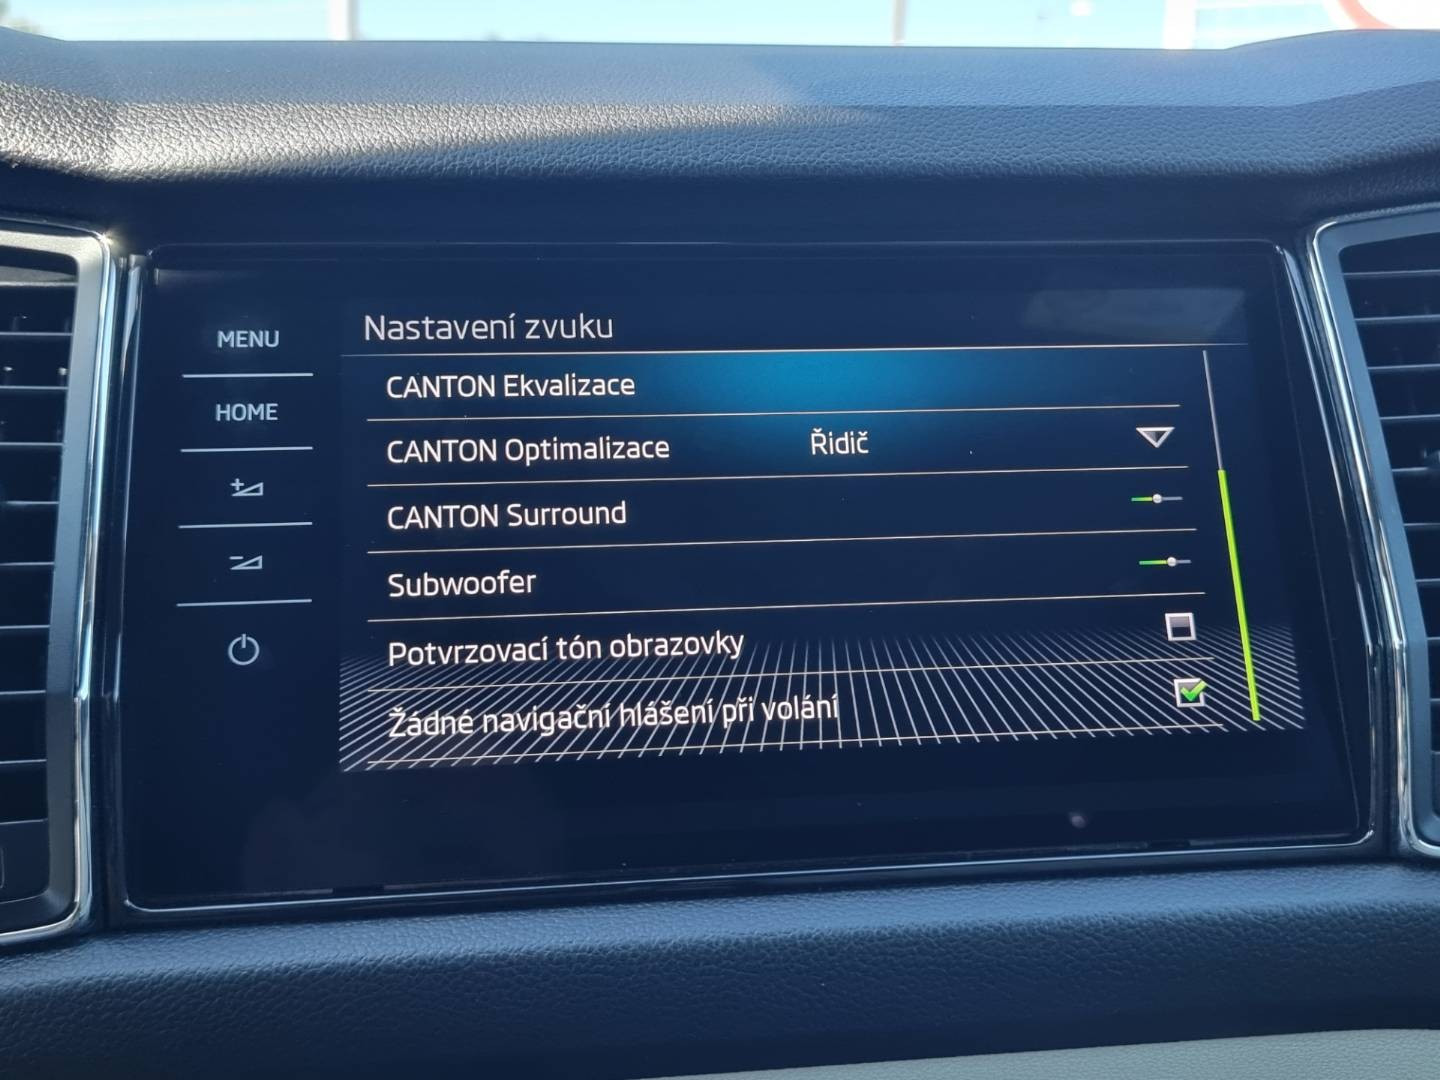 Nastavení zvuku
MENU
HOME
CANTON Ekvalizace
CANTON Optimalizace Řidič
CANTON Surround
Subwoofer
Potvrzovací tón obrazovky
Žádné navigační hlášení při volání